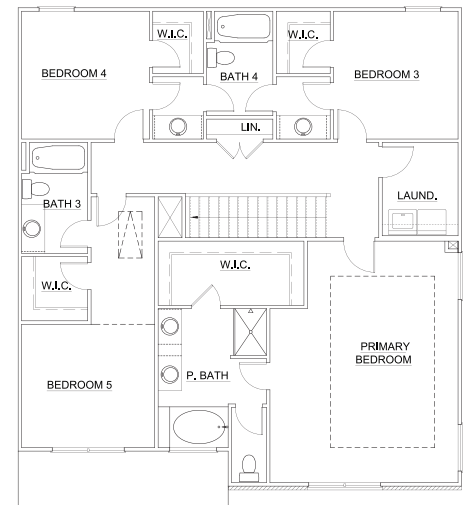 W.I.C.
W.I.C.
BEDROOM 4
BATH 4
BEDROOM 3
LIN.
BATH 3
LAUND.
W.I.C.
W.I.C.
PRIMARY
BEDROOM
BEDROOM 5
P. BATH